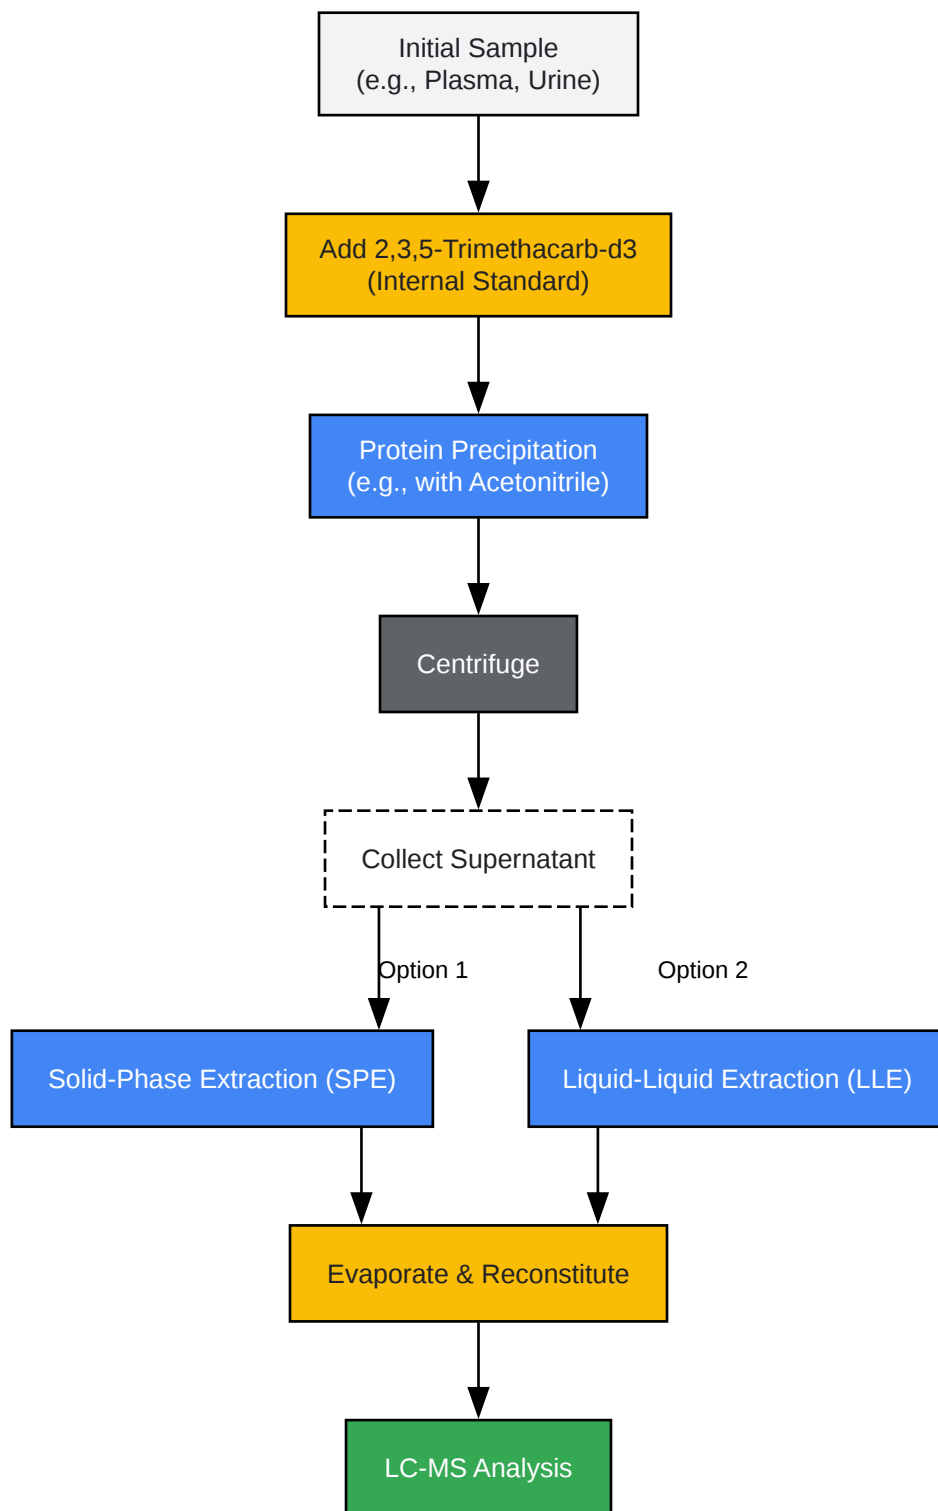 Initial Sample
(e.g., Plasma, Urine)
Add 2,3,5-Trimethacarb-d3
(Internal Standard)
Protein Precipitation
(e.g., with Acetonitrile)
Centrifuge
Collect Supernatant
Option 1
Option 2
Solid-Phase Extraction (SPE)
Liquid-Liquid Extraction (LLE)
Evaporate & Reconstitute
LC-MS Analysis